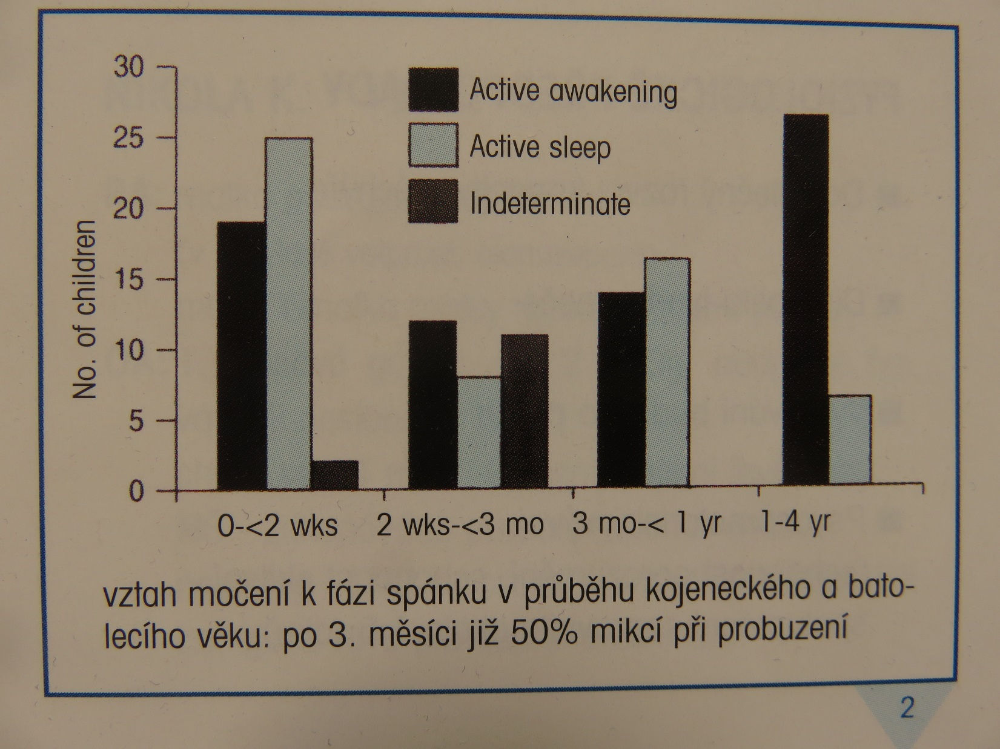 30
25
20
15
10
5
0
No. of children
Active awakening
Active sleep
Indeterminate
0-<2 wks
2 wks-<3 mo
3 mo-< 1 yr
1-4 yr
vztah močení k fázi spánku v průběhu kojeneckého a bato-
lecího věku: po 3. měsíci již 50% mikcí při probuzení
2